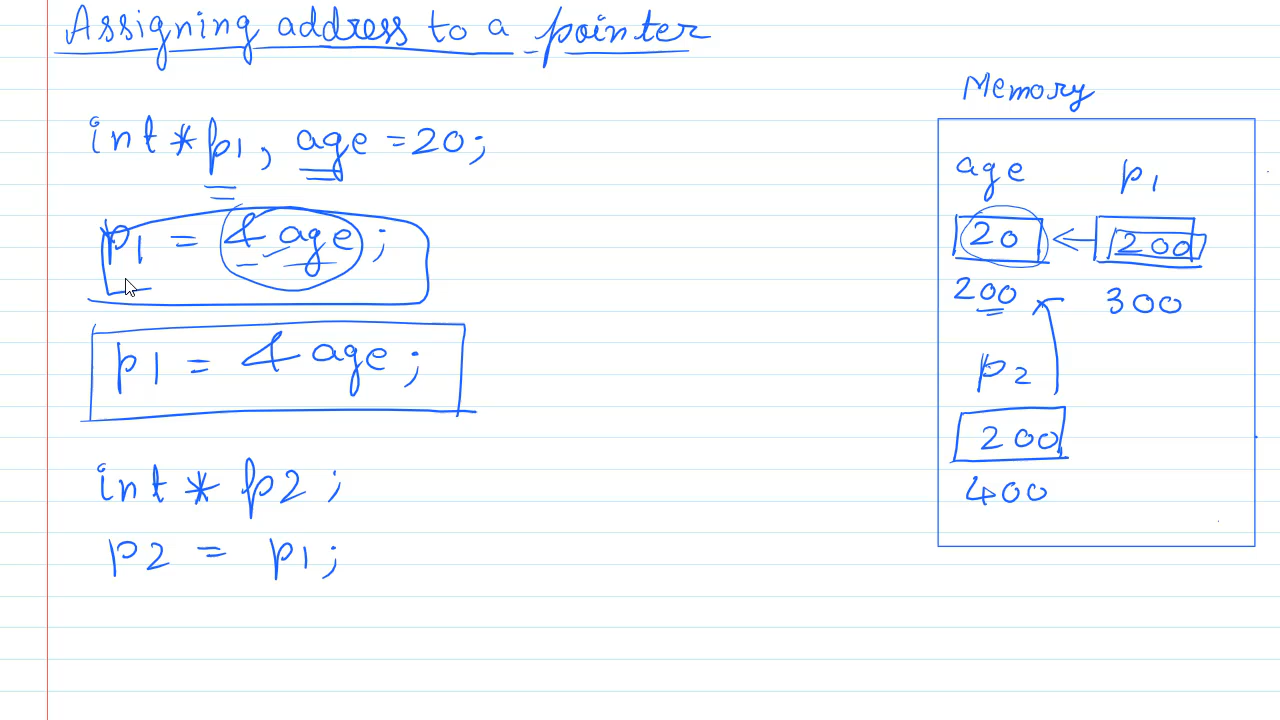 Assigning address to a pointer
int *p1, age = 20;
p1 = &age;
p1 = &age;
int * p2;
p2 = p1;
Memory
age p1
20 ← 200
200 300
p2
200
400